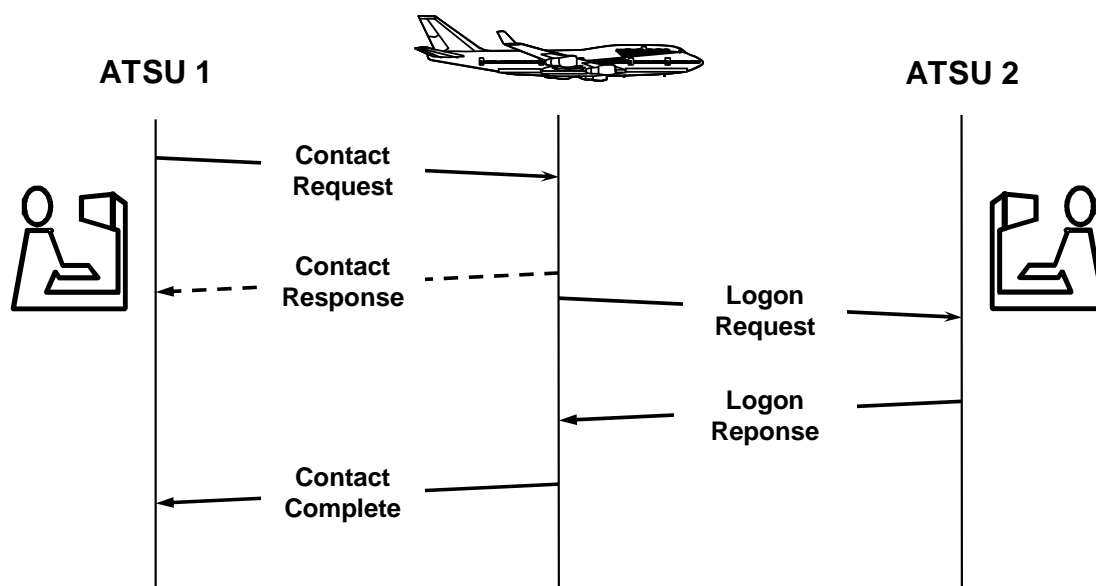 ATSU 1
ATSU 2
Contact
Request
Contact
Response
Logon
Request
Logon
Reponse
Contact
Complete